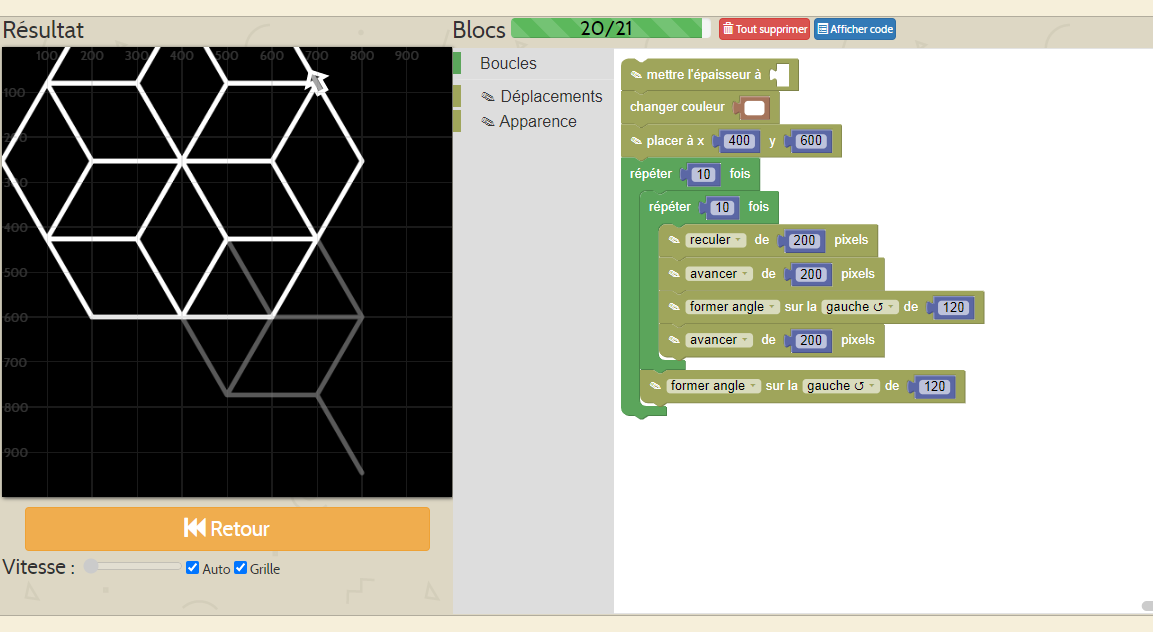 Résultat
Blocs 20/21 Tout supprimer Afficher code
100 200 300 400 500 600 700 800 900
100
200
300
400
500
600
700
800
900
Retour
Vitesse : Auto Grille
Boucles
Déplacements
Apparence
mettre l'épaisseur à
changer couleur
placer à x 400 y 600
répéter 10 fois
répéter 10 fois
reculer de 200 pixels
avancer de 200 pixels
former angle sur la gauche ↺ de 120
avancer de 200 pixels
former angle sur la gauche ↺ de 120